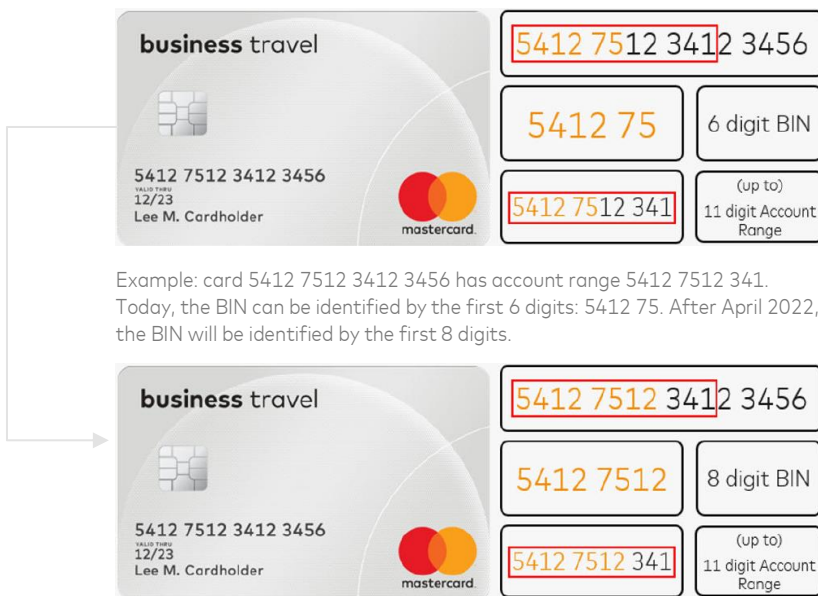 business travel
5412 7512 3412 3456
VALID THRU
12/23
Lee M. Cardholder
mastercard.
5412 7512 3412 3456
5412 75
6 digit BIN
5412 7512 341
(up to)
11 digit Account
Range
Example: card 5412 7512 3412 3456 has account range 5412 7512 341.
Today, the BIN can be identified by the first 6 digits: 5412 75. After April 2022,
the BIN will be identified by the first 8 digits.
business travel
5412 7512 3412 3456
VALID THRU
12/23
Lee M. Cardholder
mastercard.
5412 7512 3412 3456
5412 7512
8 digit BIN
5412 7512 341
(up to)
11 digit Account
Range